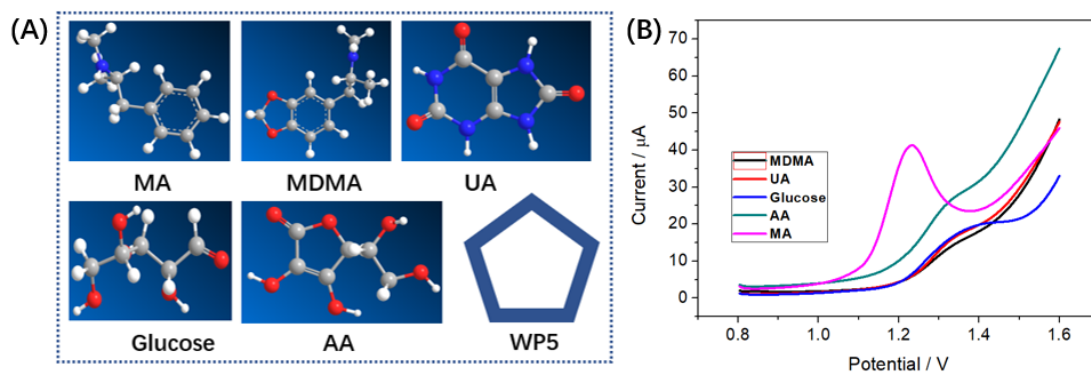 (A)
MA
MDMA
UA
Glucose
AA
WP5
(B)
Current / μA
70
60
50
40
30
20
10
0
MDMA
UA
Glucose
AA
MA
0.8
1.0
1.2
1.4
1.6
Potential / V